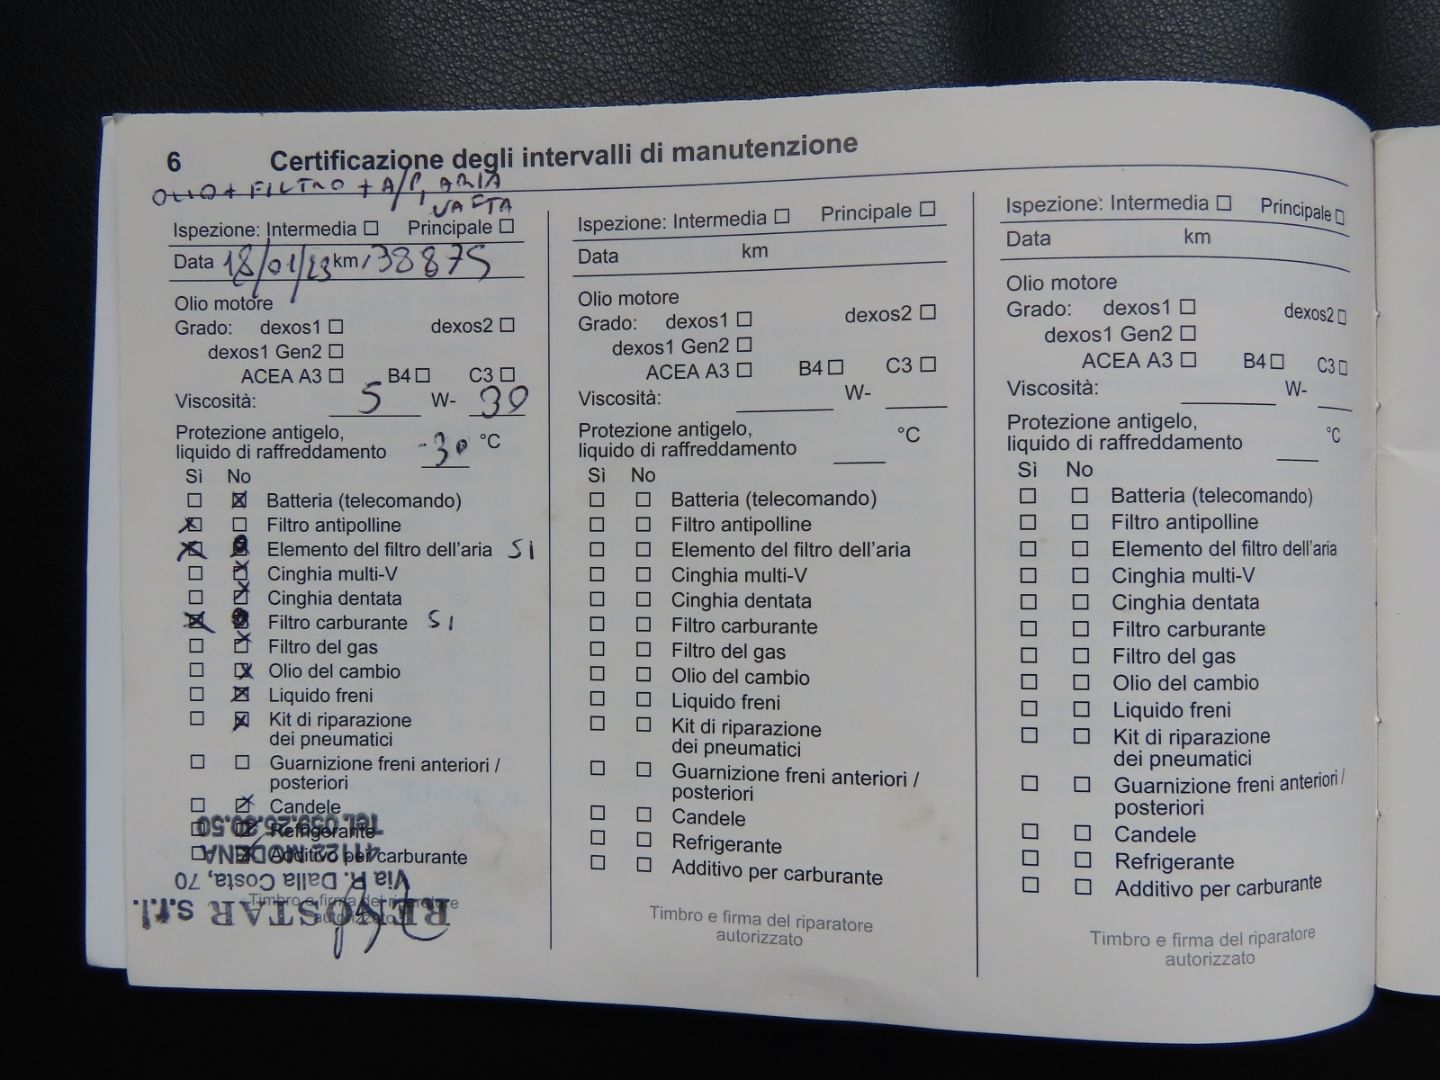 6 Certificazione degli intervalli di manutenzione
OLIO + FILTRO + A/P, ARIA
NAFTA
Ispezione: Intermedia ☐ Principale ☐
Data 18/01/23 km 138875
Olio motore
Grado: dexos1 ☐ dexos2 ☐
dexos1 Gen2 ☐
ACEA A3 ☐ B4 ☐ C3 ☐
Viscosità: 5 W- 30
Protezione antigelo,
liquido di raffreddamento -30 °C
Sì No
Batteria (telecomando)
Filtro antipolline
Elemento del filtro dell'aria SI
Cinghia multi-V
Cinghia dentata
Filtro carburante SI
Filtro del gas
Olio del cambio
Liquido freni
Kit di riparazione
dei pneumatici
Guarnizione freni anteriori /
posteriori
Candele
Refrigerante
Additivo per carburante
Timbro e firma del riparatore
autorizzato
RENOSTAR s.r.l.
Via R. Dalla Costa, 70
41122 MODENA
Tel. 059.25.30.50
Ispezione: Intermedia ☐ Principale ☐
Data km
Olio motore
Grado: dexos1 ☐ dexos2 ☐
dexos1 Gen2 ☐
ACEA A3 ☐ B4 ☐ C3 ☐
Viscosità: W-
Protezione antigelo, °C
liquido di raffreddamento
Sì No
Batteria (telecomando)
Filtro antipolline
Elemento del filtro dell'aria
Cinghia multi-V
Cinghia dentata
Filtro carburante
Filtro del gas
Olio del cambio
Liquido freni
Kit di riparazione
dei pneumatici
Guarnizione freni anteriori /
posteriori
Candele
Refrigerante
Additivo per carburante
Timbro e firma del riparatore
autorizzato
Ispezione: Intermedia ☐ Principale ☐
Data km
Olio motore
Grado: dexos1 ☐ dexos2 ☐
dexos1 Gen2 ☐
ACEA A3 ☐ B4 ☐ C3 ☐
Viscosità: W-
Protezione antigelo, °C
liquido di raffreddamento
Sì No
Batteria (telecomando)
Filtro antipolline
Elemento del filtro dell'aria
Cinghia multi-V
Cinghia dentata
Filtro carburante
Filtro del gas
Olio del cambio
Liquido freni
Kit di riparazione
dei pneumatici
Guarnizione freni anteriori /
posteriori
Candele
Refrigerante
Additivo per carburante
Timbro e firma del riparatore
autorizzato